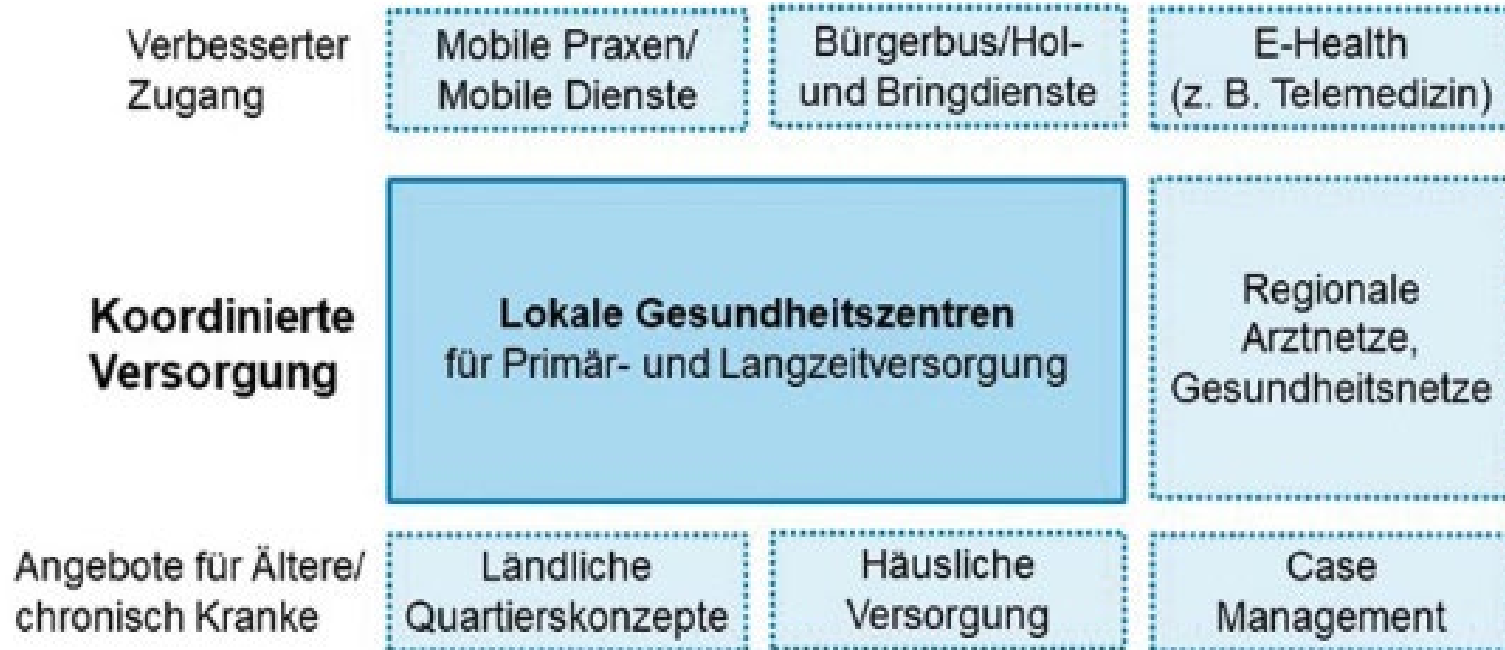 Verbesserter
Zugang
Mobile Praxen/
Mobile Dienste
Bürgerbus/Hol-
und Bringdienste
E-Health
(z. B. Telemedizin)
Koordinierte
Versorgung
Lokale Gesundheitszentren
für Primär- und Langzeitversorgung
Regionale
Arztnetze,
Gesundheitsnetze
Angebote für Ältere/
chronisch Kranke
Ländliche
Quartierskonzepte
Häusliche
Versorgung
Case
Management